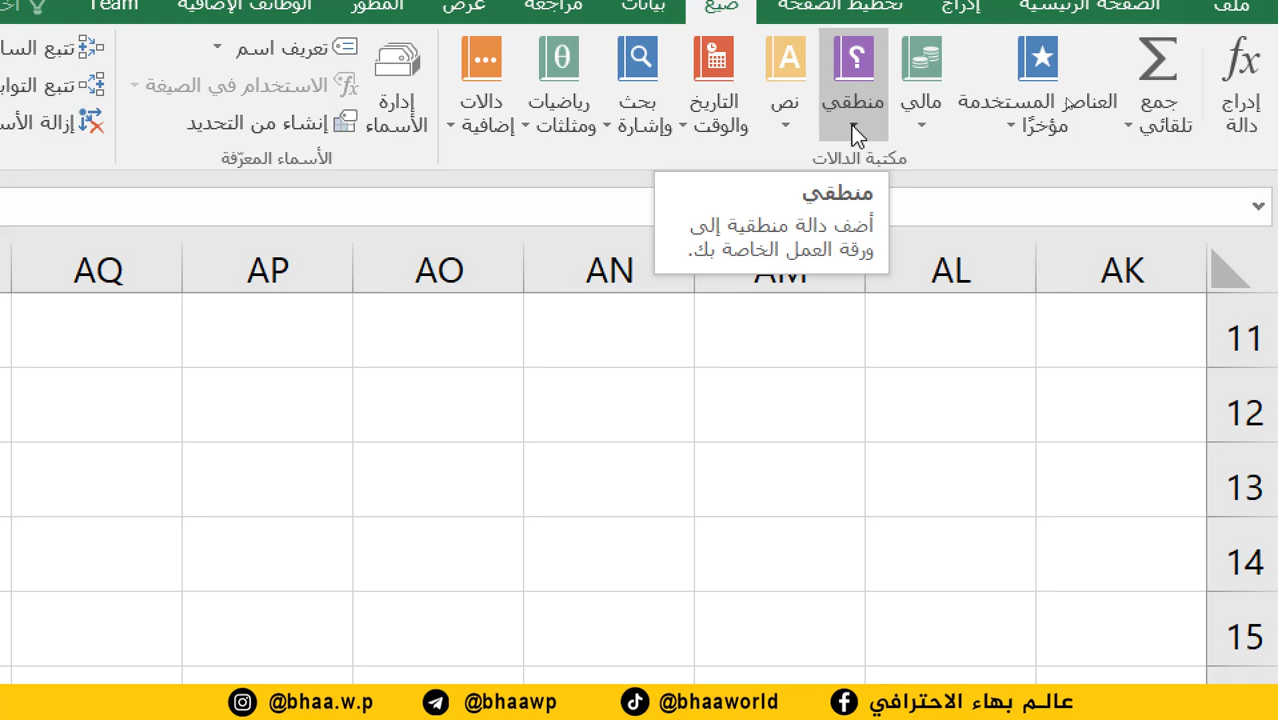 ملف الصفحة الرئيسية إدراج تخطيط الصفحة صيغ بيانات مراجعة عرض المطور الوظائف الإضافية Team
fx
إدراج دالة
جمع تلقائي
العناصر المستخدمة مؤخرًا
مالي
منطقي
نص
التاريخ والوقت
بحث وإشارة
رياضيات ومثلثات
دالات إضافية
مكتبة الدالات
إدارة الأسماء
تعريف اسم
الاستخدام في الصيغة
إنشاء من التحديد
الأسماء المعرّفة
تتبع
تتبع
إزالة
منطقي
أضف دالة منطقية إلى
ورقة العمل الخاصة بك.
AK AL AM AN AO AP AQ
11
12
13
14
15
عالم بهاء الاحترافي @bhaaworld @bhaawp @bhaa.w.p